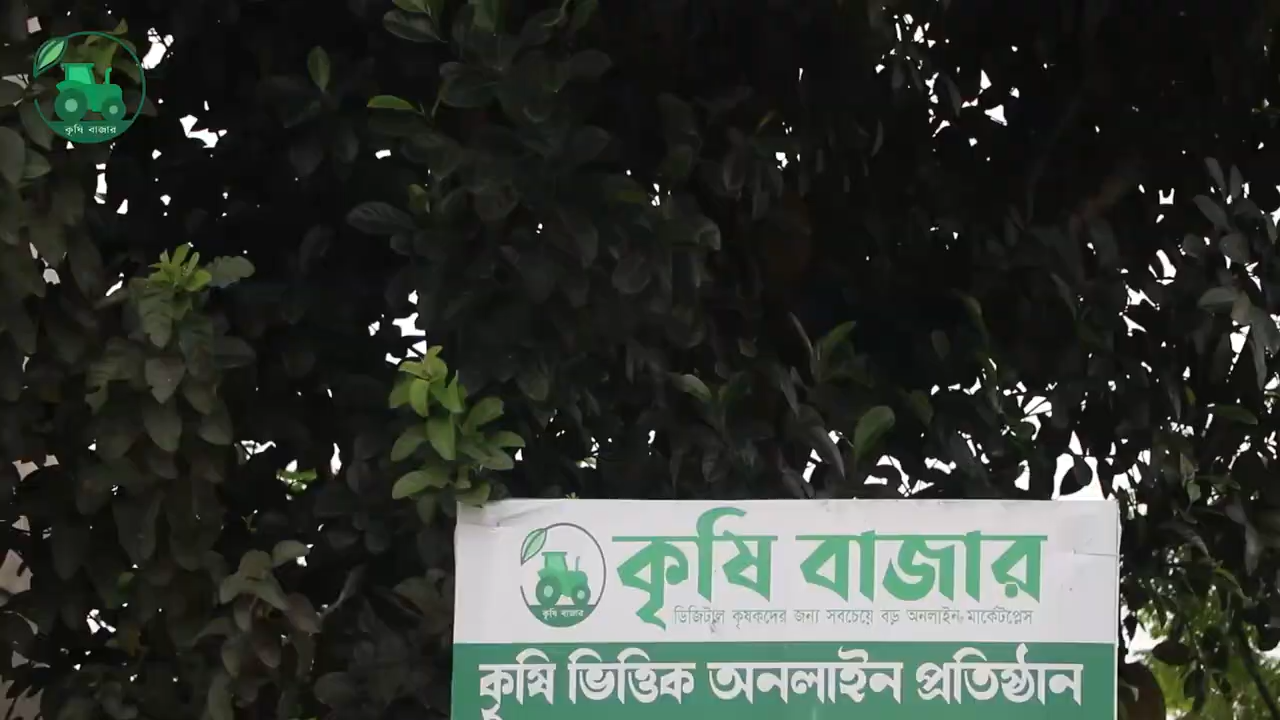 কৃষি বাজার
কৃষি বাজার
কৃষি বাজার
ডিজিটাল কৃষকদের জন্য সবচেয়ে বড় অনলাইন মার্কেটপ্লেস
কৃষি ভিত্তিক অনলাইন প্রতিষ্ঠান